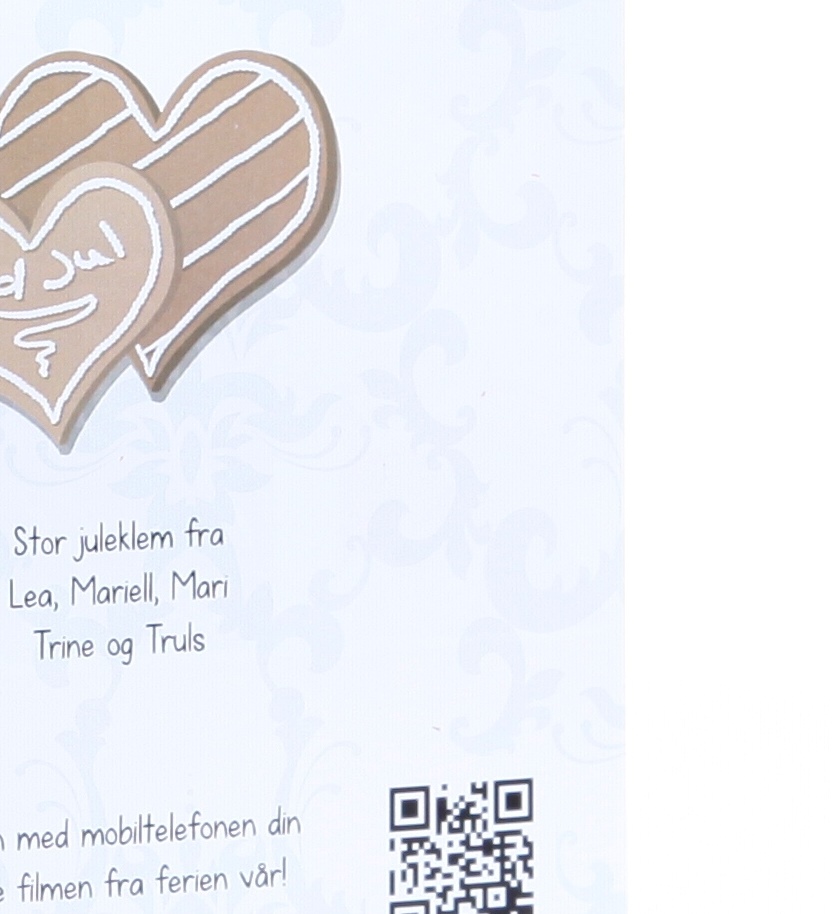 Jul
Stor juleklem fra
Lea, Mariell, Mari
Trine og Truls
med mobiltelefonen din
filmen fra ferien vår!